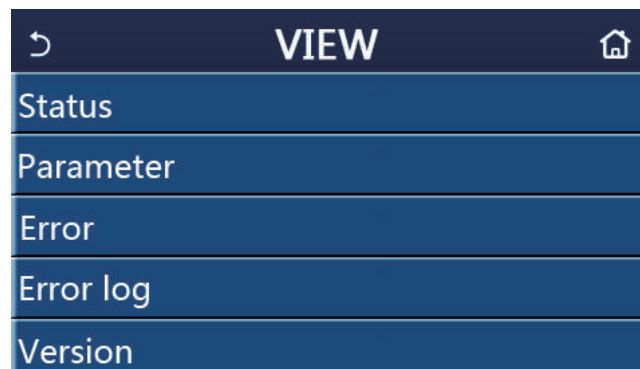 VIEW
Status
Parameter
Error
Error log
Version